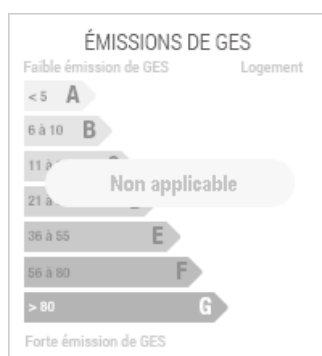 ÉMISSIONS DE GES
Faible émission de GES Logement
< 5 A
6 à 10 B
11 à
Non applicable
21 à
36 à 55 E
56 à 80 F
> 80 G
Forte émission de GES